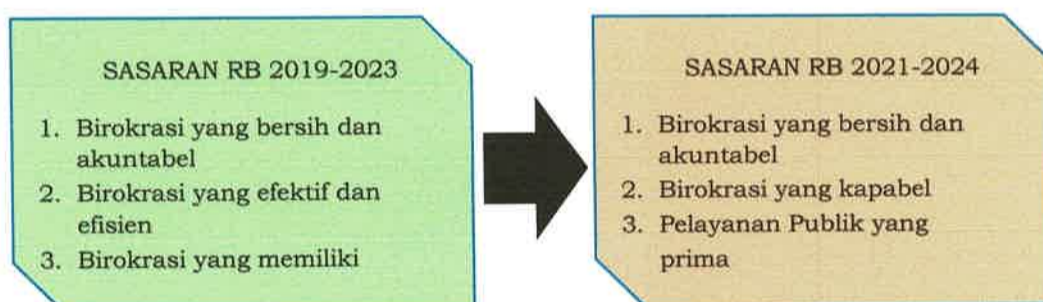 SASARAN RB 2019-2023
1. Birokrasi yang bersih dan
akuntabel
2. Birokrasi yang efektif dan
efisien
3. Birokrasi yang memiliki
SASARAN RB 2021-2024
1. Birokrasi yang bersih dan
akuntabel
2. Birokrasi yang kapabel
3. Pelayanan Publik yang
prima